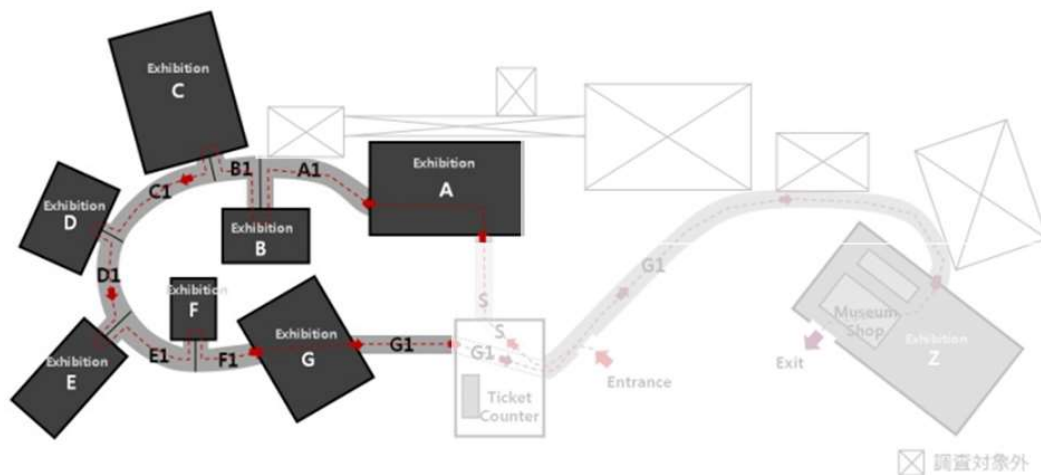 Exhibition
C
Exhibition
A
Exhibition
D
Exhibition
B
Exhibition
F
Exhibition
G
Exhibition
E
A1
B1
C1
D1
E1
F1
G1
S
S
G1
G1
Ticket
Counter
Entrance
Museum
Shop
Exit
Exhibition
Z
調査対象外